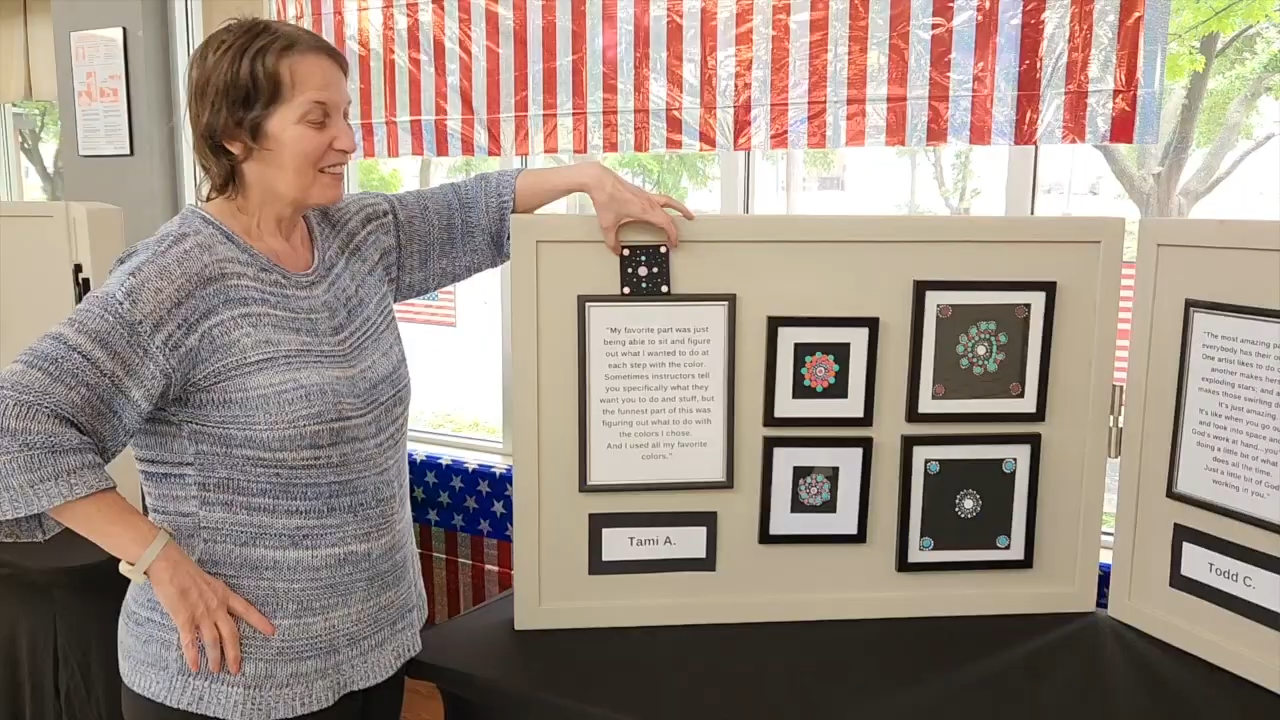 "My favorite part was just
being able to sit and figure
out what I wanted to do at
each step with the color.
Sometimes instructors tell
you specifically what they
want you to do and stuff, but
the funnest part of this was
figuring out what to do with
the colors I chose.
And I used all my favorite
colors."
Tami A.
"The most amazing pa
everybody has their o
One artist likes to do
another makes her
exploding stars; and a
makes those swirling d
It's just amazing.
It's like when you go ou
and look into space an
God's work at hand...you'
doing a little bit of what
does all the time.
Just a little bit of God
working in you."
Todd C.